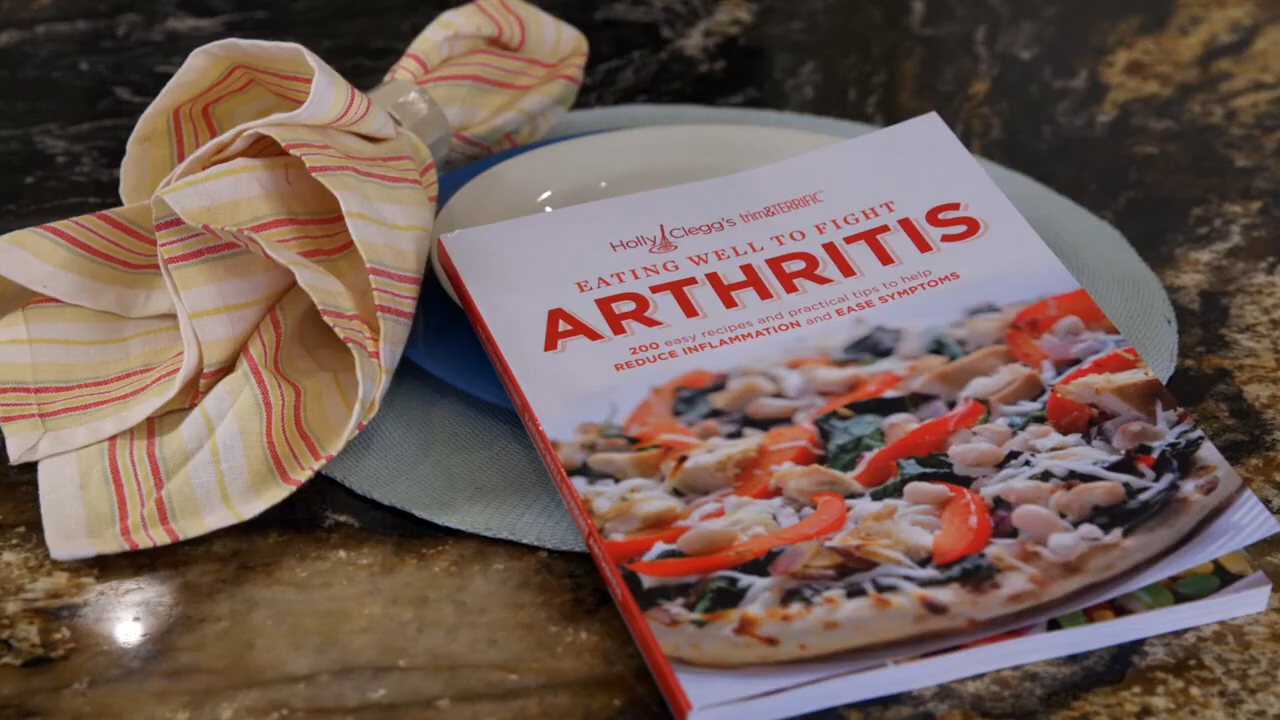 Holly Clegg's trim&TERRIFIC™
EATING WELL TO FIGHT
ARTHRITIS
200 easy recipes and practical tips to help
REDUCE INFLAMMATION and EASE SYMPTOMS